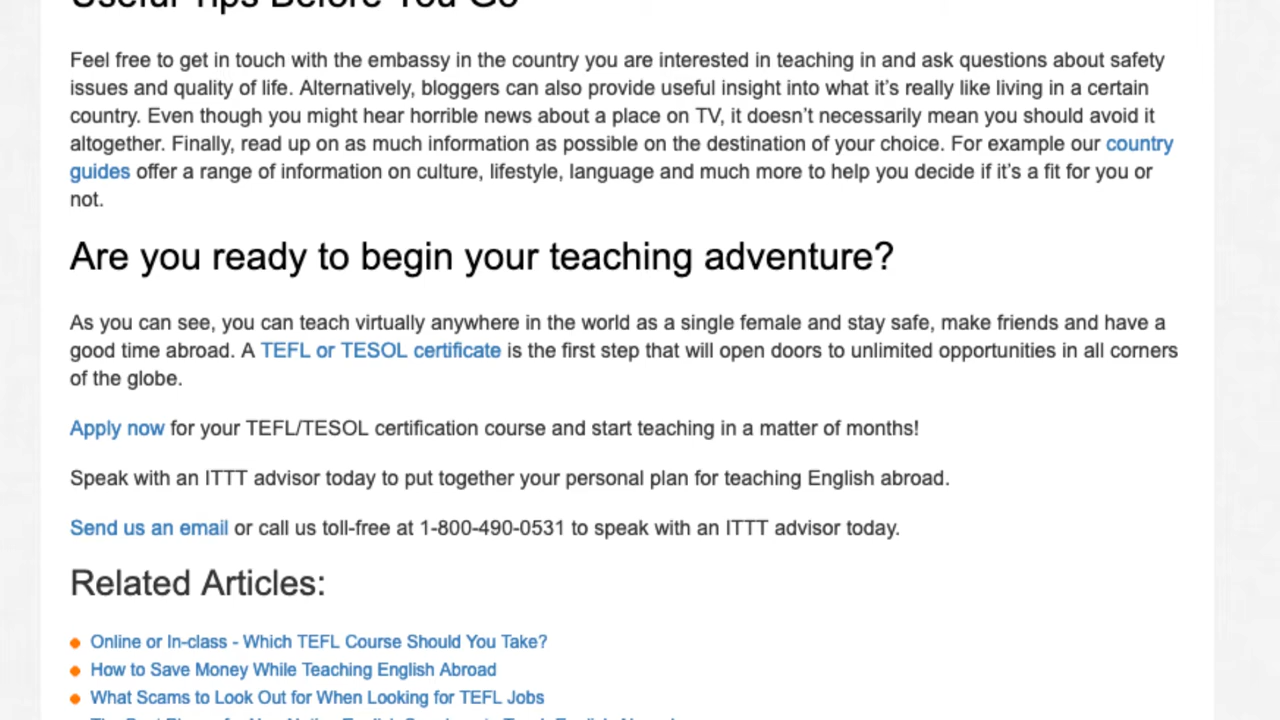 Useful Tips Before You Go
Feel free to get in touch with the embassy in the country you are interested in teaching in and ask questions about safety
issues and quality of life. Alternatively, bloggers can also provide useful insight into what it’s really like living in a certain
country. Even though you might hear horrible news about a place on TV, it doesn’t necessarily mean you should avoid it
altogether. Finally, read up on as much information as possible on the destination of your choice. For example our country
guides offer a range of information on culture, lifestyle, language and much more to help you decide if it’s a fit for you or
not.
Are you ready to begin your teaching adventure?
As you can see, you can teach virtually anywhere in the world as a single female and stay safe, make friends and have a
good time abroad. A TEFL or TESOL certificate is the first step that will open doors to unlimited opportunities in all corners
of the globe.
Apply now for your TEFL/TESOL certification course and start teaching in a matter of months!
Speak with an ITTT advisor today to put together your personal plan for teaching English abroad.
Send us an email or call us toll-free at 1-800-490-0531 to speak with an ITTT advisor today.
Related Articles:
Online or In-class - Which TEFL Course Should You Take?
How to Save Money While Teaching English Abroad
What Scams to Look Out for When Looking for TEFL Jobs